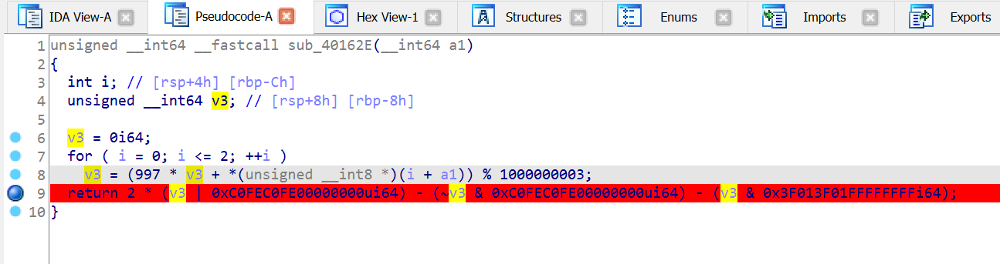 IDA View-A Pseudocode-A Hex View-1 Structures Enums Imports Exports
1 unsigned __int64 __fastcall sub_40162E(__int64 a1)
2 {
3 int i; // [rsp+4h] [rbp-Ch]
4 unsigned __int64 v3; // [rsp+8h] [rbp-8h]
5
6 v3 = 0i64;
7 for ( i = 0; i <= 2; ++i )
8 v3 = (997 * v3 + *(unsigned __int8 *)(i + a1)) % 1000000003;
9 return 2 * (v3 | 0xC0FEC0FE00000000ui64) - (~v3 & 0xC0FEC0FE00000000ui64) - (v3 & 0x3F013F01FFFFFFFFi64);
10 }